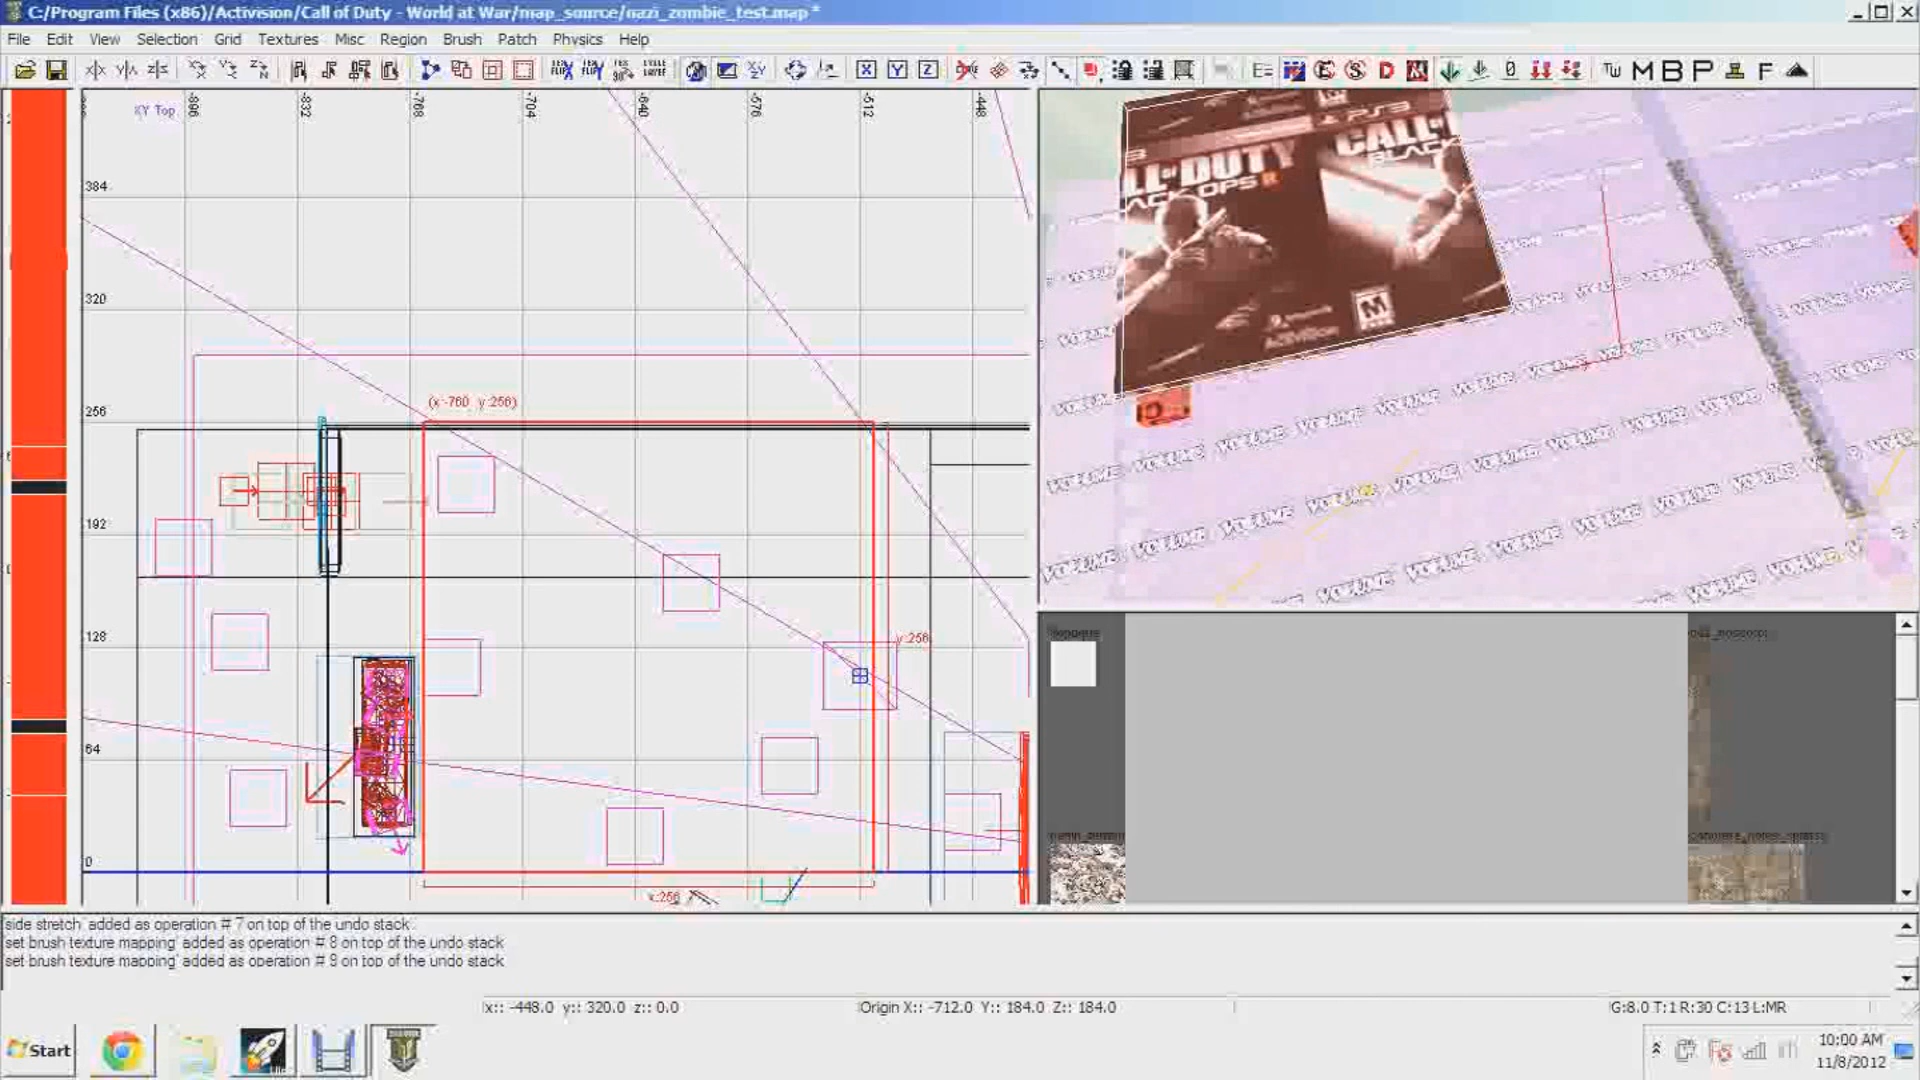 C:/Program Files (x86)/Activision/Call of Duty - World at War/map_source/nazi_zombie_test.map *
File Edit View Selection Grid Textures Misc Region Brush Patch Physics Help
M B P F
XY Top
-896 -832 -768 -704 -640 -576 -512 -448
384
320
256
192
128
64
0
(x:-760 y:256)
y:256
x:256
PS3
CALL
BLACK
DUTY
ACK OPS II
M
ACTIVISION
VOLUME VOLUME VOLUME VOLUME
'side stretch' added as operation # 7 on top of the undo stack.
'set brush texture mapping' added as operation # 8 on top of the undo stack
'set brush texture mapping' added as operation # 9 on top of the undo stack
x:: -448.0 y:: 320.0 z:: 0.0
Origin X:: -712.0 Y:: 184.0 Z:: 184.0
G:8.0 T:1 R:30 C:13 L:MR
Start
10:00 AM
11/8/2012